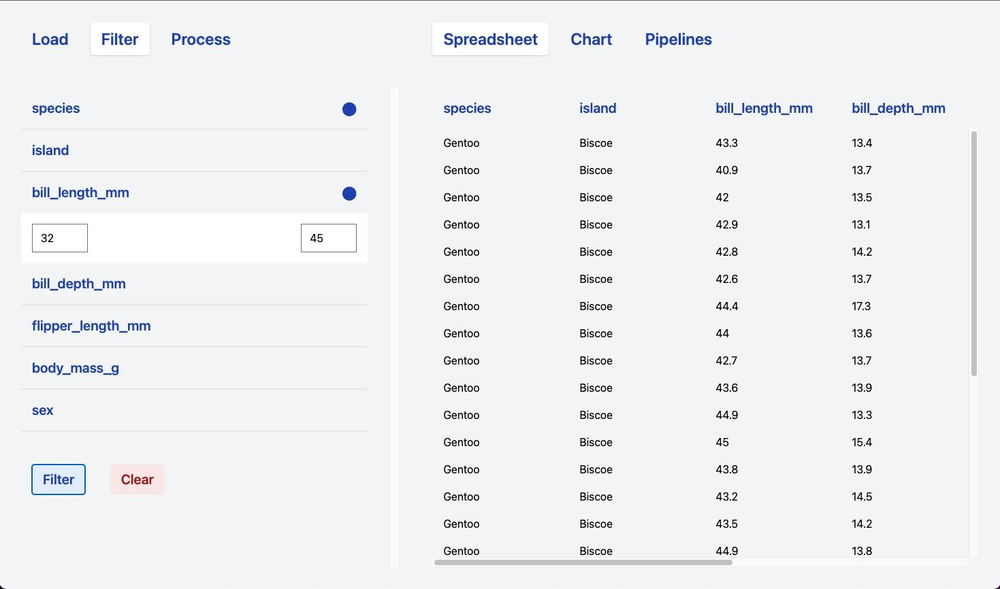 Load Filter Process
Spreadsheet Chart Pipelines
species
island
bill_length_mm
32 45
bill_depth_mm
flipper_length_mm
body_mass_g
sex
Filter Clear
species island bill_length_mm bill_depth_mm
Gentoo Biscoe 43.3 13.4
Gentoo Biscoe 40.9 13.7
Gentoo Biscoe 42 13.5
Gentoo Biscoe 42.9 13.1
Gentoo Biscoe 42.8 14.2
Gentoo Biscoe 42.6 13.7
Gentoo Biscoe 44.4 17.3
Gentoo Biscoe 44 13.6
Gentoo Biscoe 42.7 13.7
Gentoo Biscoe 43.6 13.9
Gentoo Biscoe 44.9 13.3
Gentoo Biscoe 45 15.4
Gentoo Biscoe 43.8 13.9
Gentoo Biscoe 43.2 14.5
Gentoo Biscoe 43.5 14.2
Gentoo Biscoe 44.9 13.8